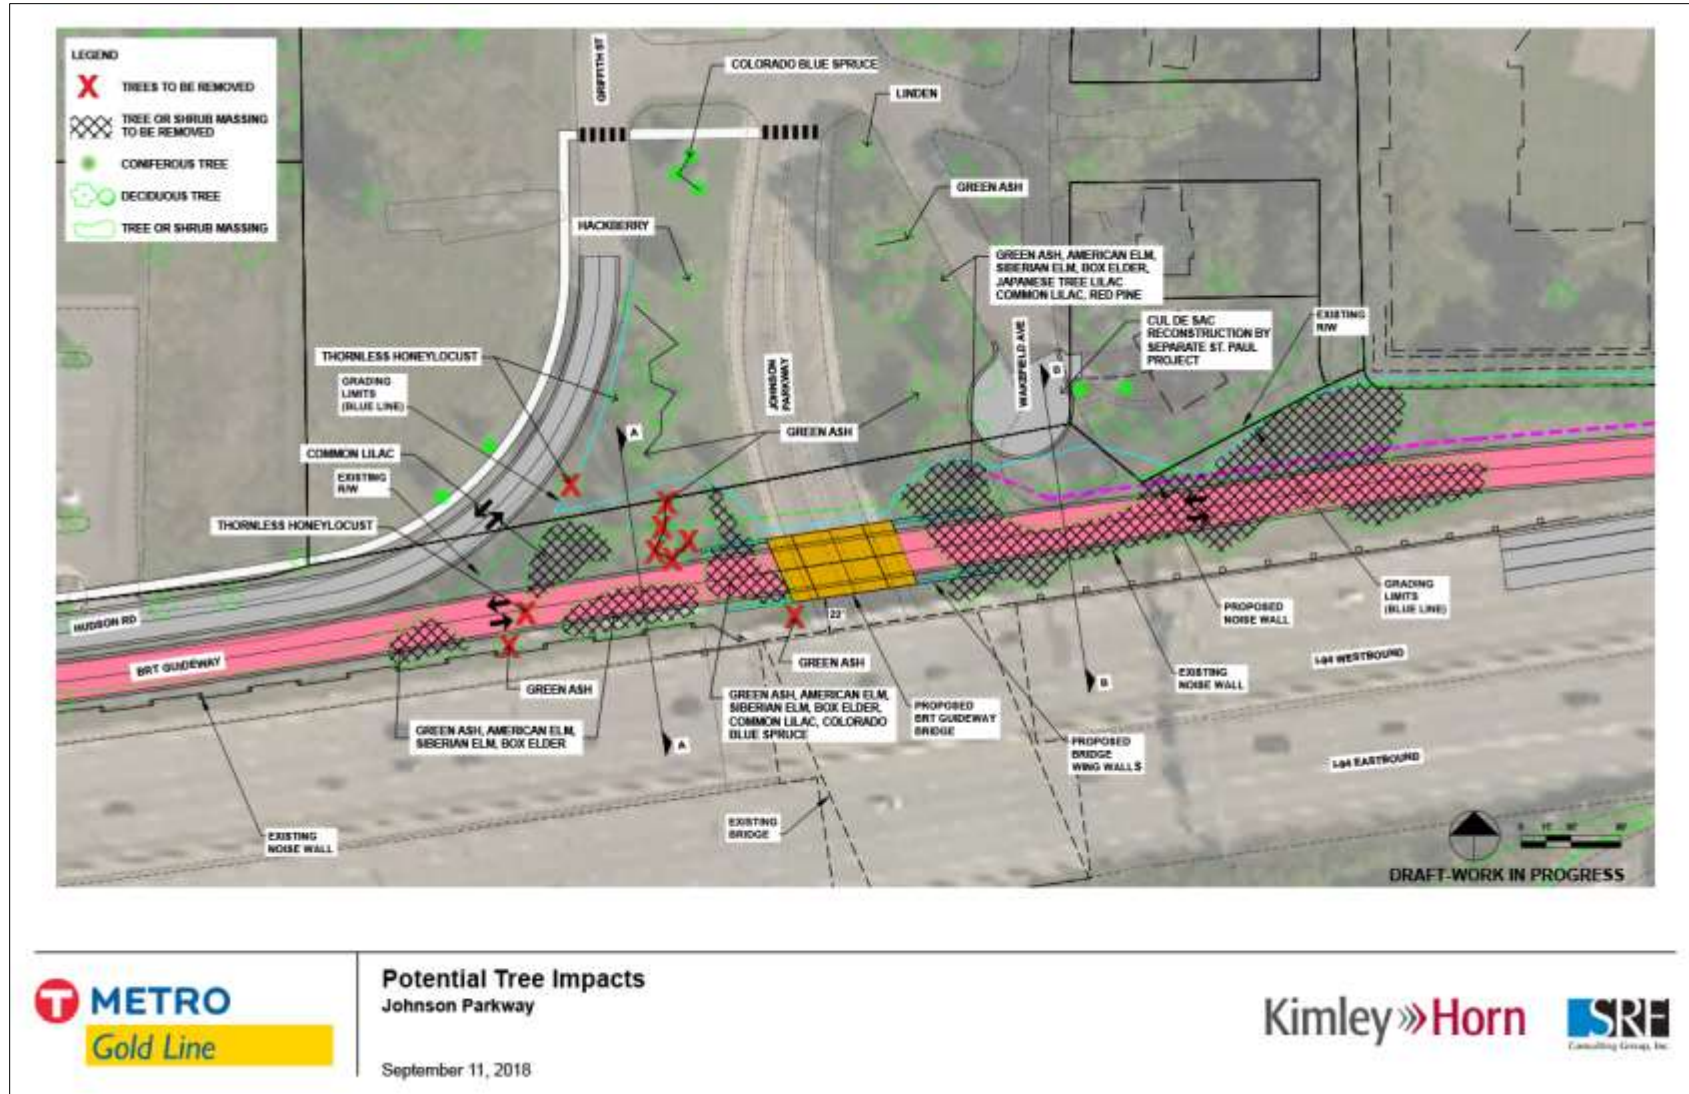 LEGEND
X TREES TO BE REMOVED
TREE OR SHRUB MASSING
TO BE REMOVED
CONIFEROUS TREE
DECIDUOUS TREE
TREE OR SHRUB MASSING
GRIFFITH ST
COLORADO BLUE SPRUCE
LINDEN
GREEN ASH
HACKBERRY
GREEN ASH, AMERICAN ELM,
SIBERIAN ELM, BOX ELDER,
JAPANESE TREE LILAC
COMMON LILAC, RED PINE
EXISTING
R/W
CUL DE SAC
RECONSTRUCTION BY
SEPARATE ST. PAUL
PROJECT
WAKEFIELD AVE
B
THORNLESS HONEYLOCUST
GRADING
LIMITS
(BLUE LINE)
JOHNSON
PARKWAY
GREEN ASH
A
COMMON LILAC
EXISTING
R/W
THORNLESS HONEYLOCUST
HUDSON RD
BRT GUIDEWAY
22'
GRADING
LIMITS
(BLUE LINE)
PROPOSED
NOISE WALL
EXISTING
NOISE WALL
I-94 WESTBOUND
B
GREEN ASH
GREEN ASH
GREEN ASH, AMERICAN ELM,
SIBERIAN ELM, BOX ELDER
GREEN ASH, AMERICAN ELM,
SIBERIAN ELM, BOX ELDER,
COMMON LILAC, COLORADO
BLUE SPRUCE
PROPOSED
BRT GUIDEWAY
BRIDGE
PROPOSED
BRIDGE
WING WALLS
A
I-94 EASTBOUND
EXISTING
NOISE WALL
EXISTING
BRIDGE
DRAFT-WORK IN PROGRESS
T METRO
Gold Line
Potential Tree Impacts
Johnson Parkway
September 11, 2018
Kimley»Horn
SRF
Consulting Group, Inc.